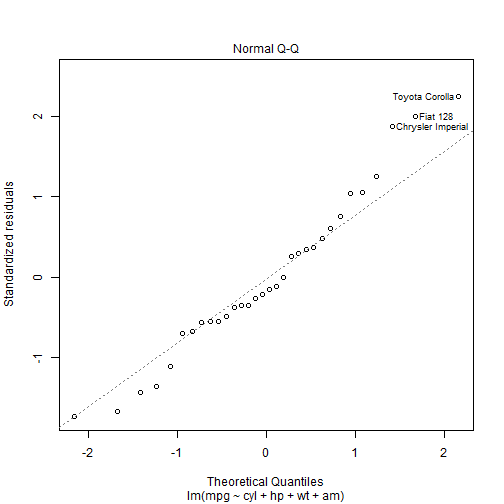 Normal Q-Q
Toyota Corolla
Fiat 128
Chrysler Imperial
2
1
0
-1
Standardized residuals
-2
-1
0
1
2
Theoretical Quantiles
lm(mpg ~ cyl + hp + wt + am)